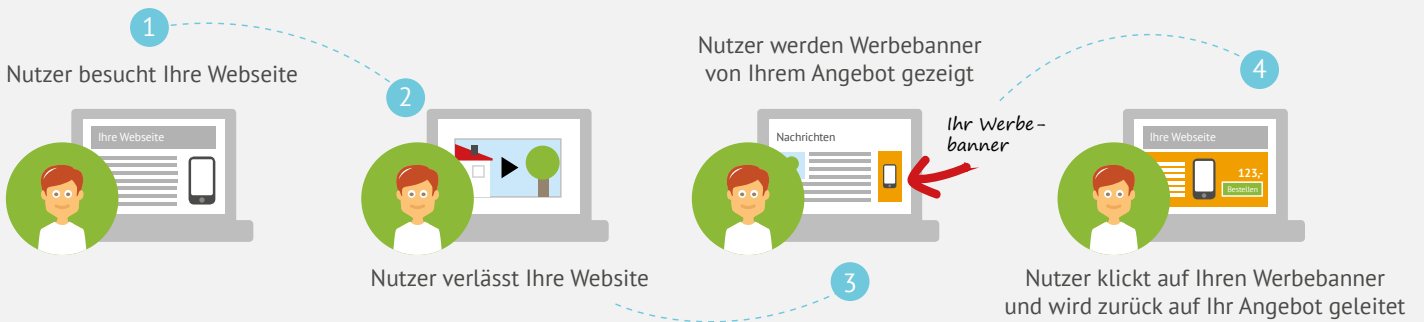 1
Nutzer besucht Ihre Webseite
Ihre Webseite
2
Nutzer verlässt Ihre Website
3
Nutzer werden Werbebanner
von Ihrem Angebot gezeigt
Nachrichten
Ihr Werbe-
banner
4
Ihre Webseite
123,-
Bestellen
Nutzer klickt auf Ihren Werbebanner
und wird zurück auf Ihr Angebot geleitet